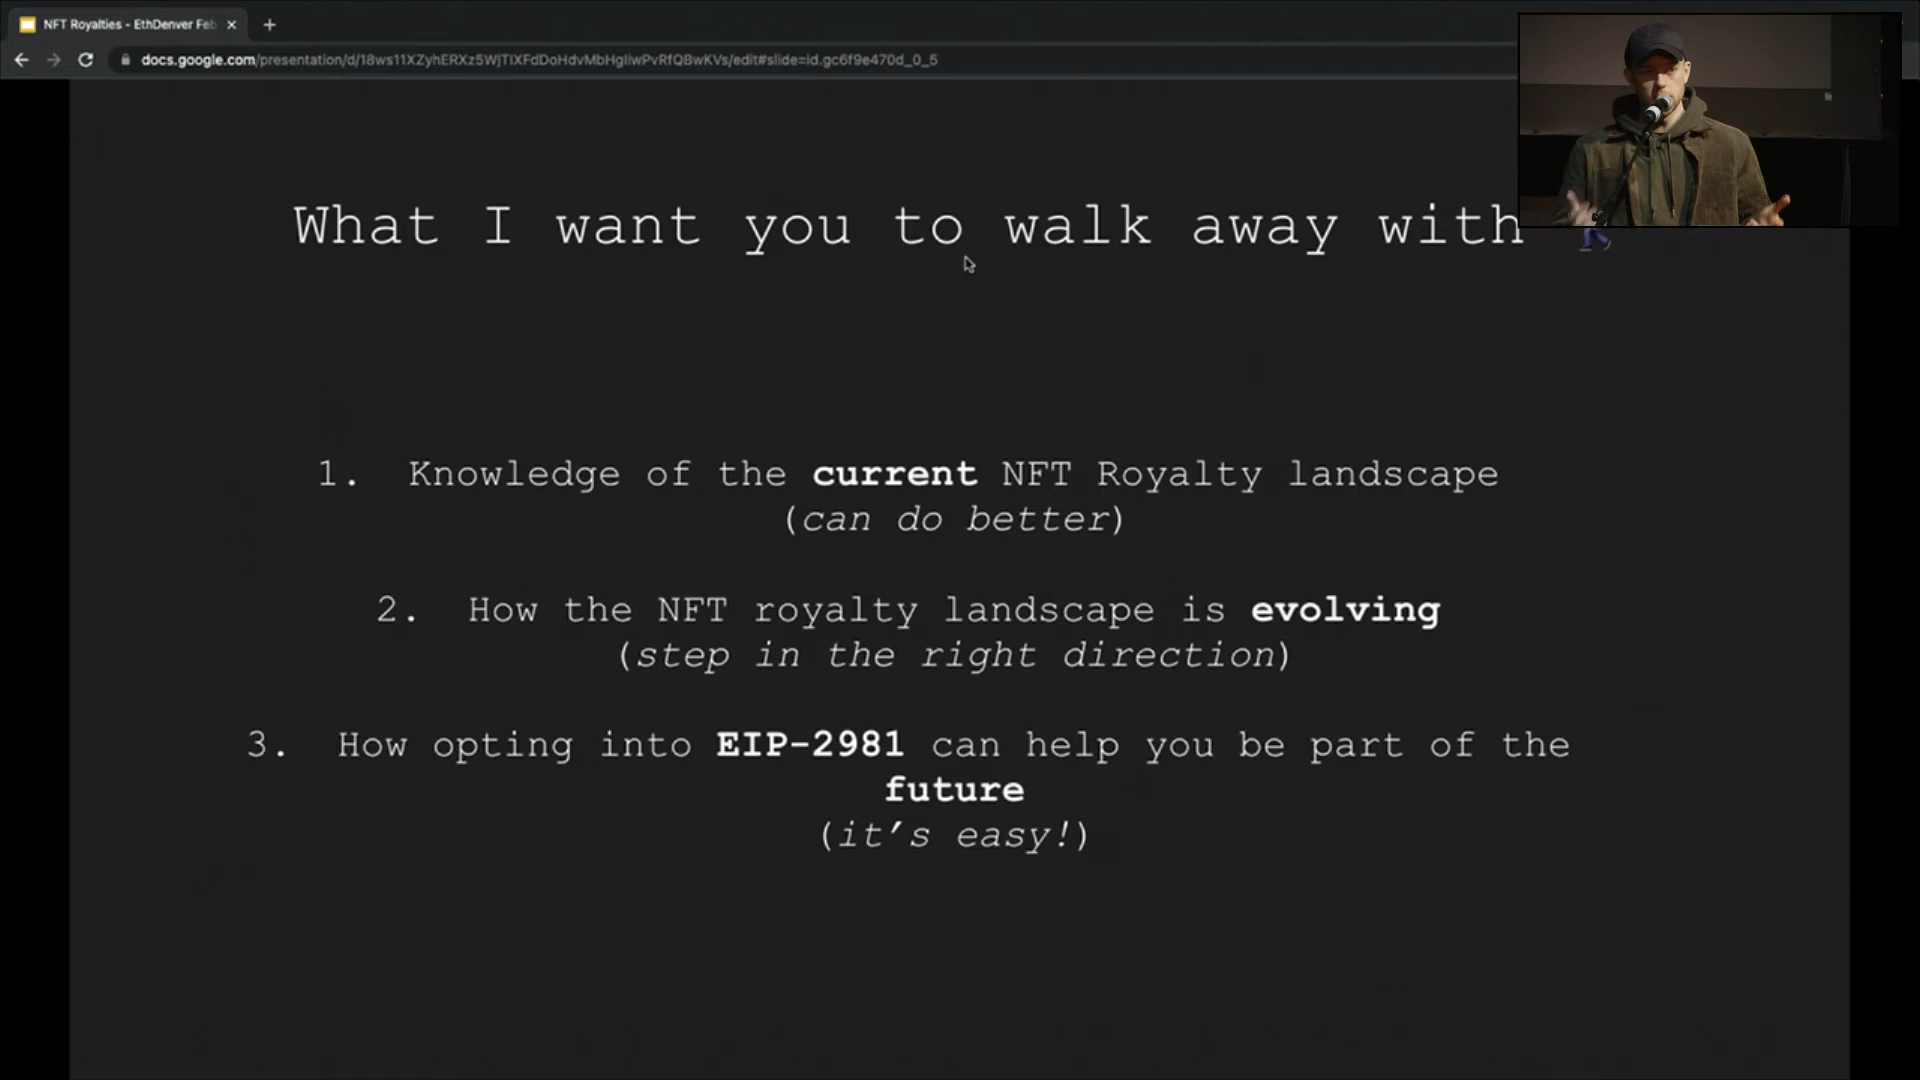 NFT Royalties - EthDenver Feb
docs.google.com/presentation/d/18ws11XZyhERXz5WjTIXFdDoHdvMbHgIiwPvRfQBwKVs/edit#slide=id.gc6f9e470d_0_5
What I want you to walk away with
1. Knowledge of the current NFT Royalty landscape
(can do better)
2. How the NFT royalty landscape is evolving
(step in the right direction)
3. How opting into EIP-2981 can help you be part of the
future
(it's easy!)